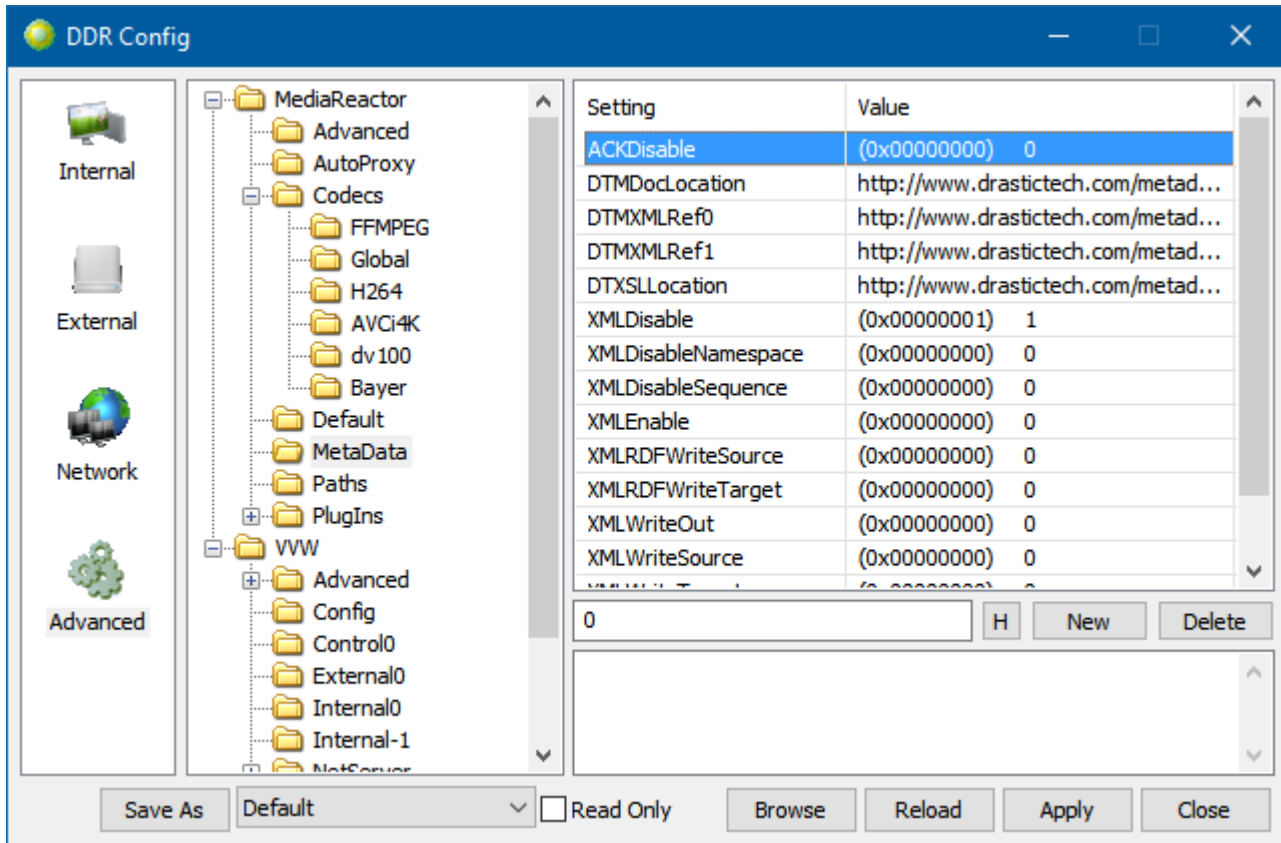 DDR Config
Internal
External
Network
Advanced
MediaReactor
Advanced
AutoProxy
Codecs
FFMPEG
Global
H264
AVCi4K
dv100
Bayer
Default
MetaData
Paths
PlugIns
VVW
Advanced
Config
Control0
External0
Internal0
Internal-1
NetServer
Setting Value
ACKDisable (0x00000000) 0
DTMDocLocation http://www.drastictech.com/metad...
DTMXMLRef0 http://www.drastictech.com/metad...
DTMXMLRef1 http://www.drastictech.com/metad...
DTXSLLocation http://www.drastictech.com/metad...
XMLDisable (0x00000001) 1
XMLDisableNamespace (0x00000000) 0
XMLDisableSequence (0x00000000) 0
XMLEnable (0x00000000) 0
XMLRDFWriteSource (0x00000000) 0
XMLRDFWriteTarget (0x00000000) 0
XMLWriteOut (0x00000000) 0
XMLWriteSource (0x00000000) 0
0 H New Delete
Save As Default Read Only Browse Reload Apply Close